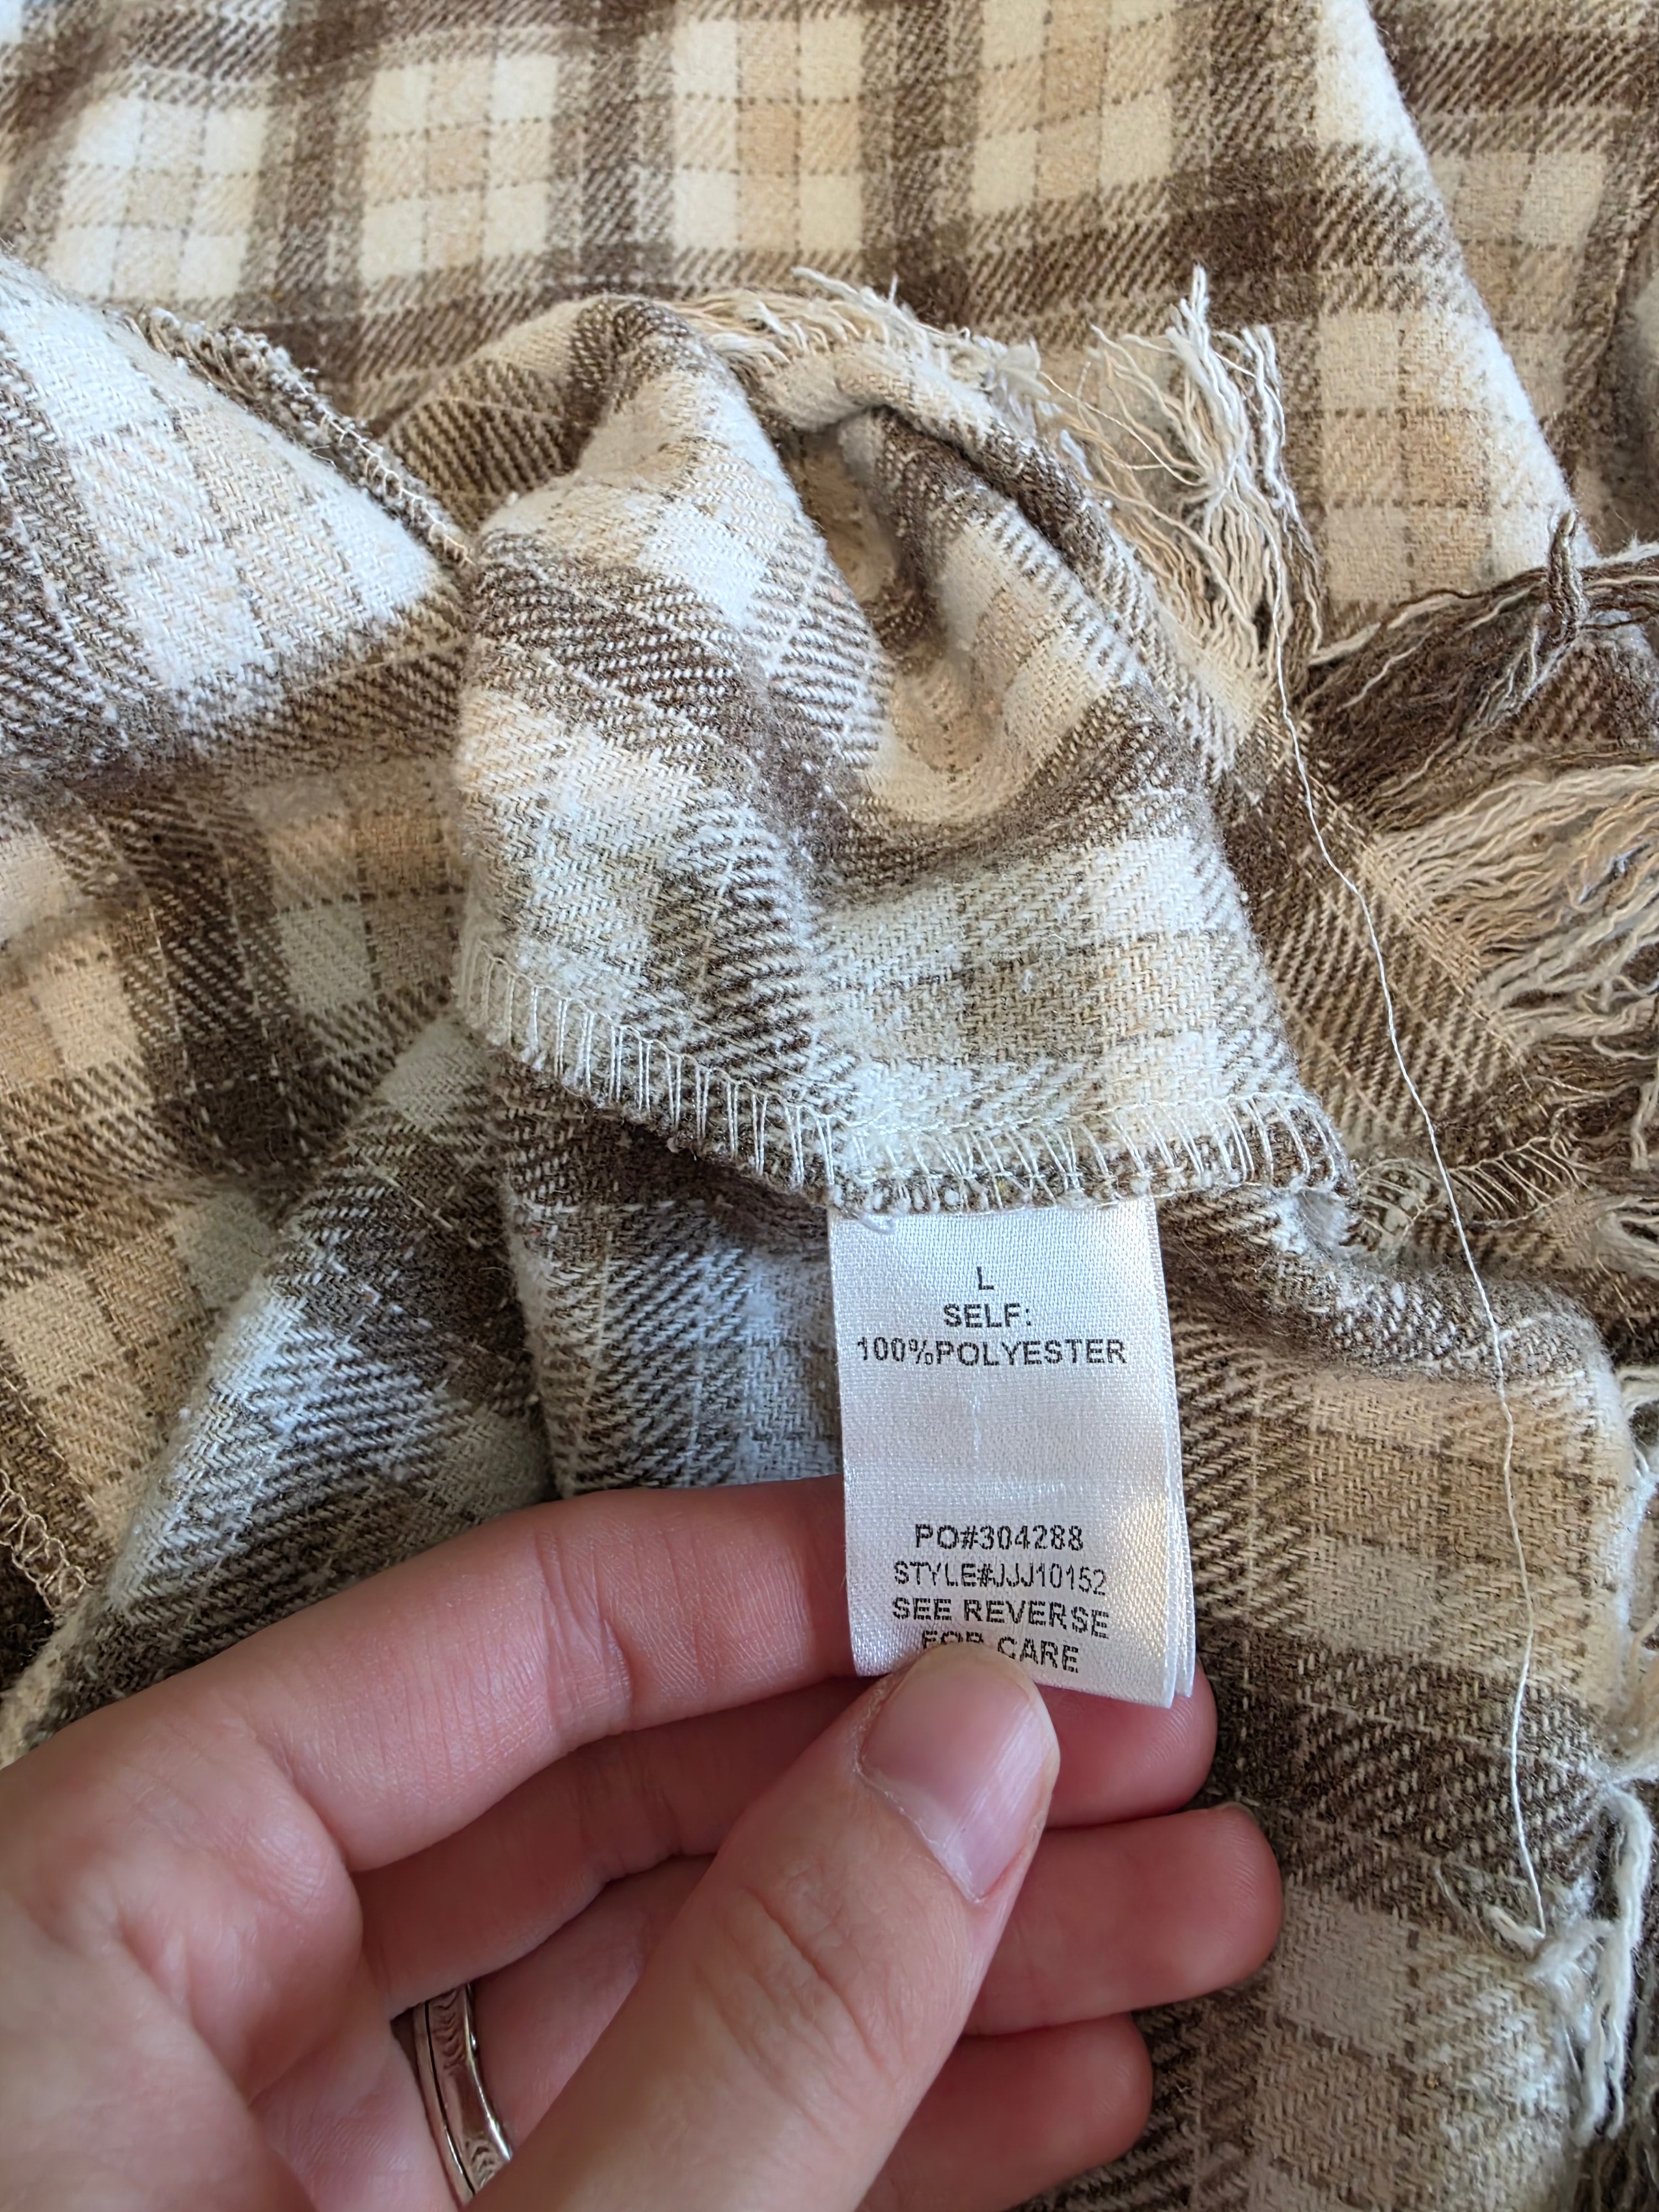 L
SELF:
100%POLYESTER
PO#304288
STYLE#JJJ10152
SEE REVERSE
FOR CARE